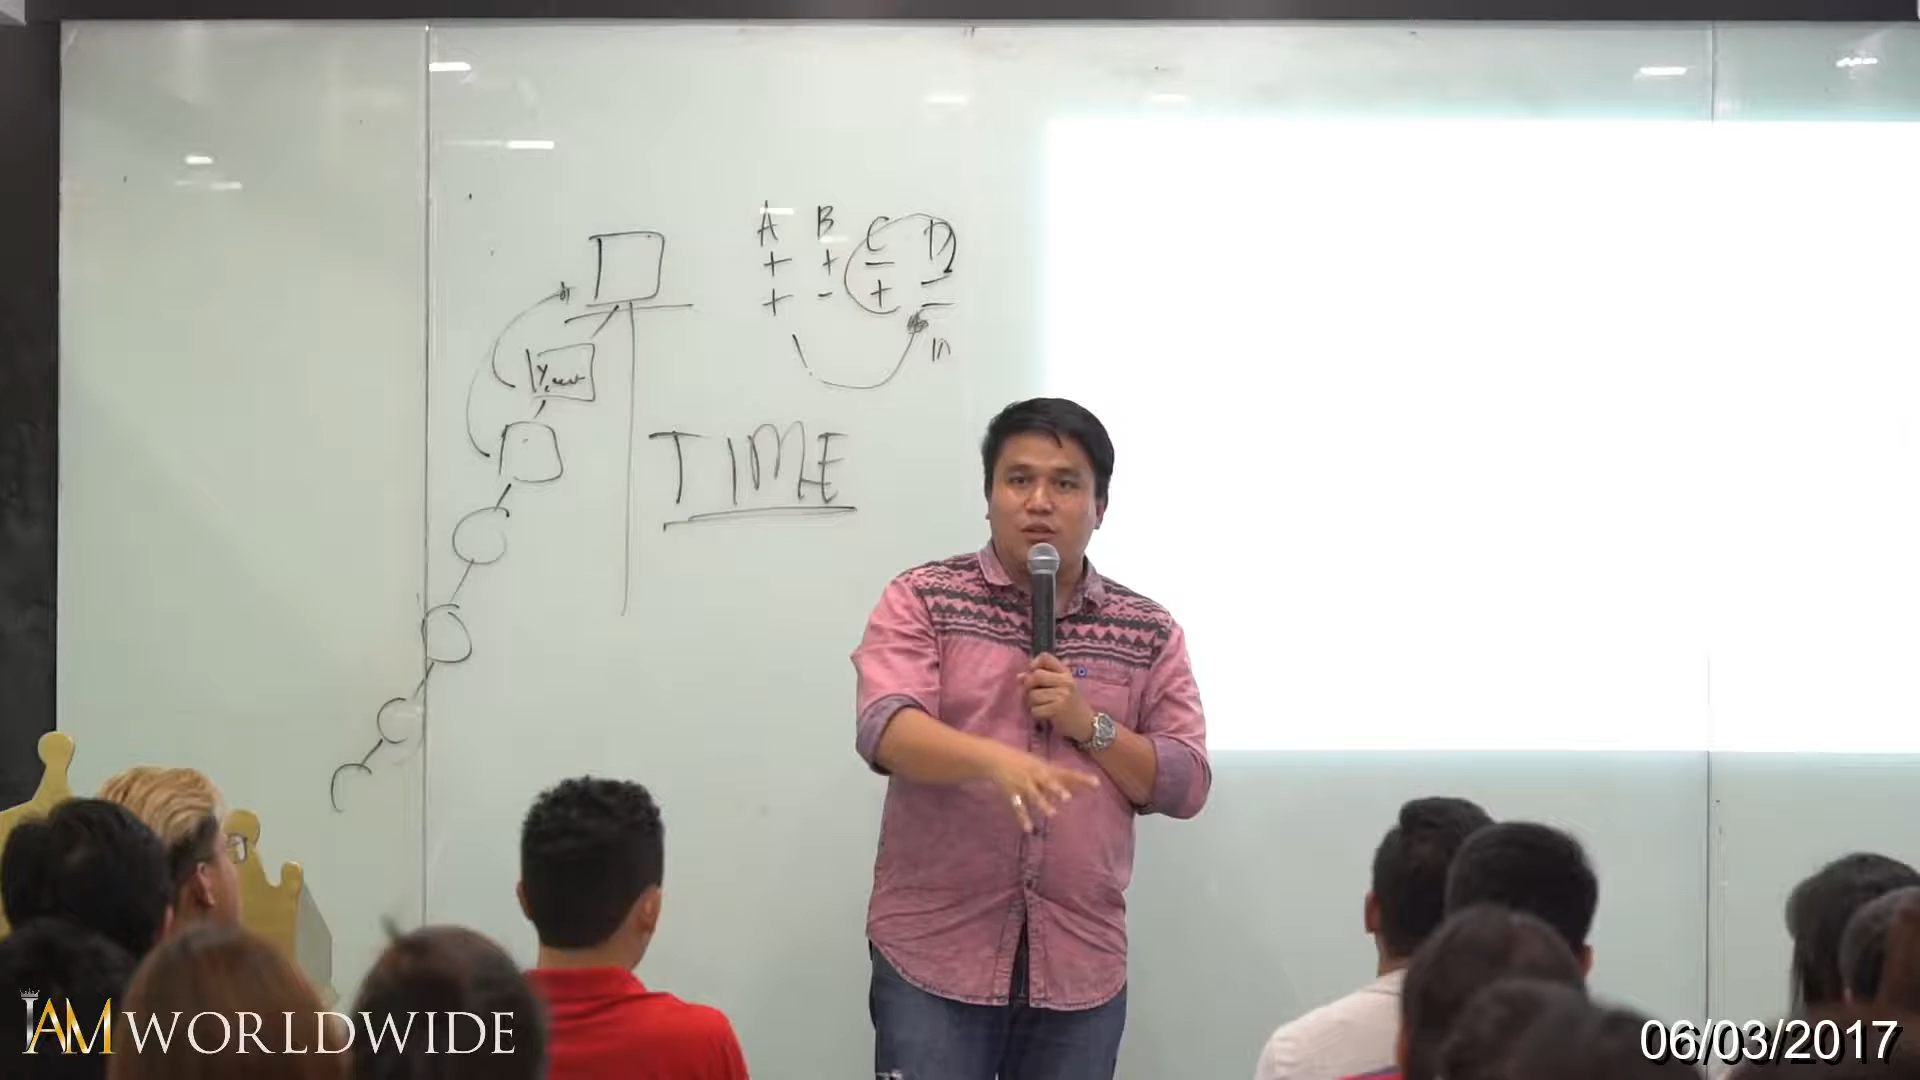 A B C D
+ + - -
+ - + -
TIME
IAM WORLDWIDE
06/03/2017